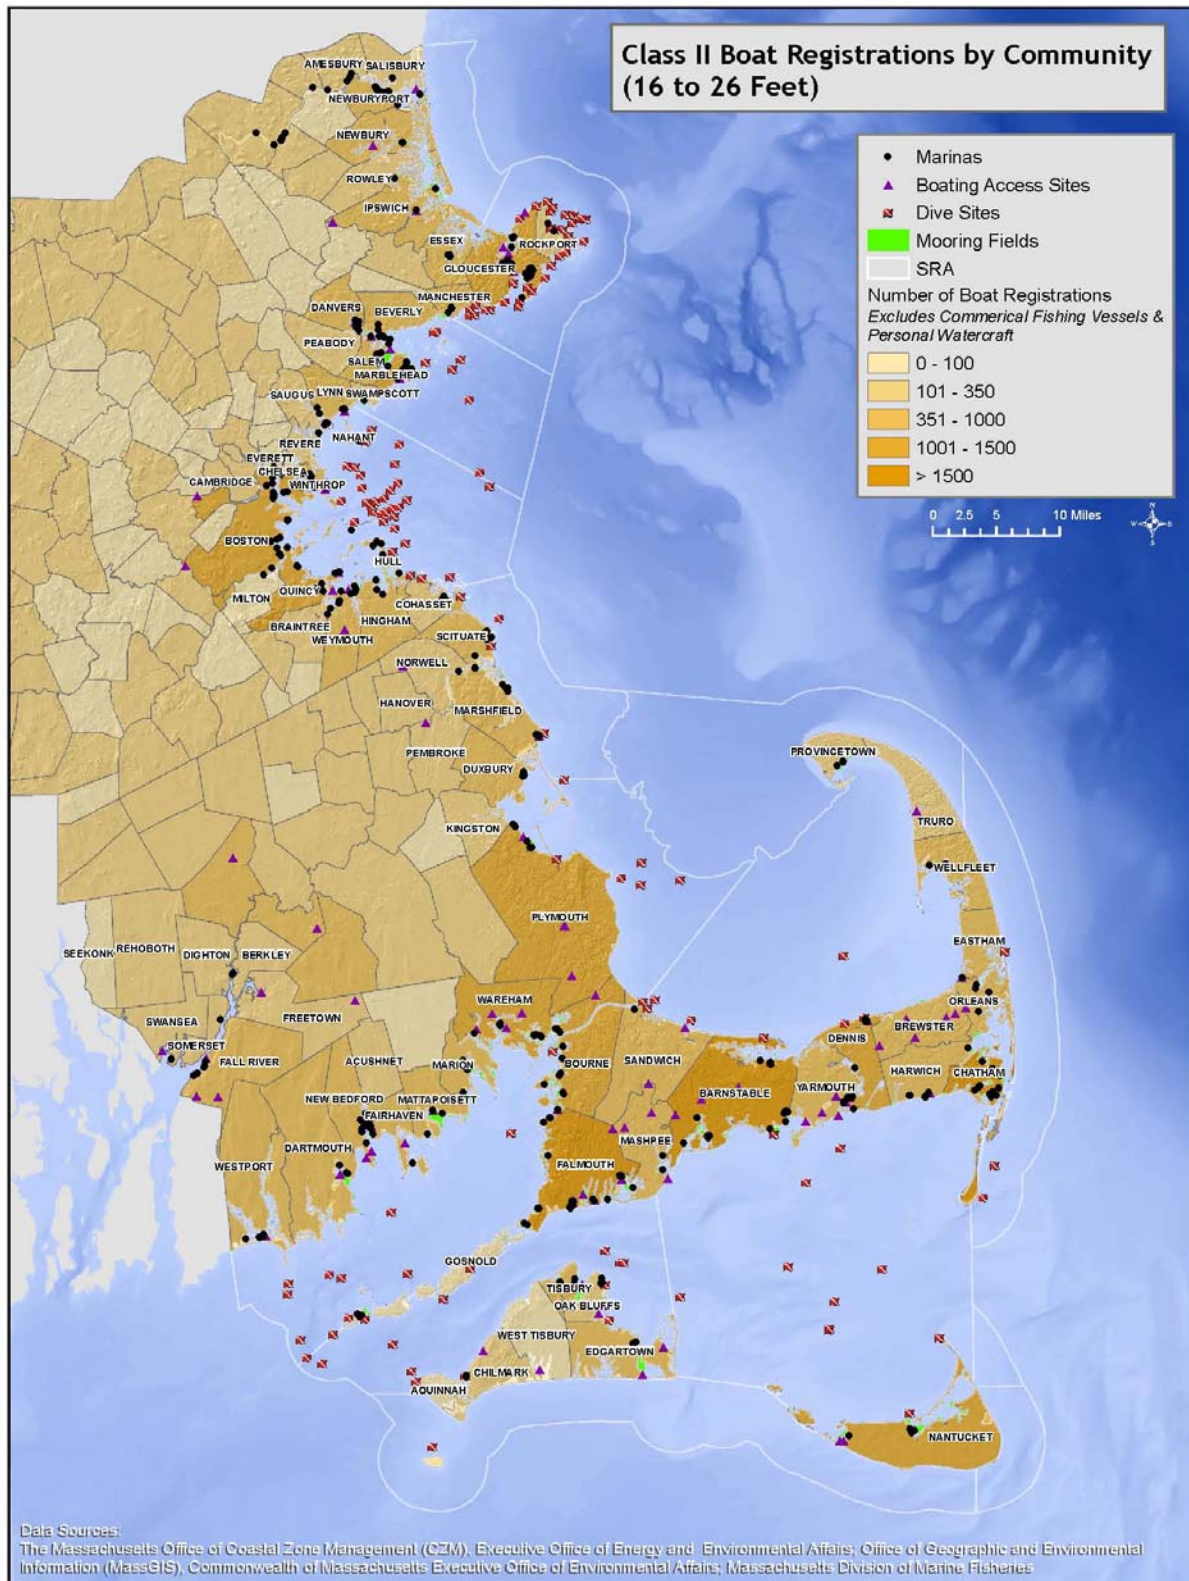 Class II Boat Registrations by Community
(16 to 26 Feet)
Marinas
Boating Access Sites
Dive Sites
Mooring Fields
SRA
Number of Boat Registrations
Excludes Commerical Fishing Vessels &
Personal Watercraft
0 - 100
101 - 350
351 - 1000
1001 - 1500
> 1500
0 2.5 5 10 Miles
N
W E
S
AMESBURY SALISBURY
NEWBURYPORT
NEWBURY
ROWLEY
IPSWICH
ESSEX ROCKPORT
GLOUCESTER
MANCHESTER
DANVERS BEVERLY
PEABODY
SALEM
MARBLEHEAD
SAUGUS LYNN SWAMPSCOTT
NAHANT
REVERE
EVERETT
CHELSEA
CAMBRIDGE WINTHROP
BOSTON
HULL
MILTON QUINCY
COHASSET
BRAINTREE HINGHAM
WEYMOUTH SCITUATE
NORWELL
HANOVER
MARSHFIELD
PEMBROKE PROVINCETOWN
DUXBURY
TRURO
KINGSTON
WELLFLEET
PLYMOUTH
EASTHAM
SEEKONK REHOBOTH DIGHTON BERKLEY
WAREHAM ORLEANS
SWANSEA FREETOWN BREWSTER
SOMERSET DENNIS
FALL RIVER ACUSHNET MARION BOURNE SANDWICH HARWICH CHATHAM
BARNSTABLE YARMOUTH
NEW BEDFORD MATTAPOISETT
FAIRHAVEN
DARTMOUTH MASHPEE
WESTPORT FALMOUTH
GOSNOLD
TISBURY
OAK BLUFFS
WEST TISBURY
EDGARTOWN
CHILMARK
AQUINNAH
NANTUCKET
Data Sources:
The Massachusetts Office of Coastal Zone Management (CZM), Executive Office of Energy and Environmental Affairs; Office of Geographic and Environmental
Information (MassGIS), Commonwealth of Massachusetts Executive Office of Environmental Affairs; Massachusetts Division of Marine Fisheries